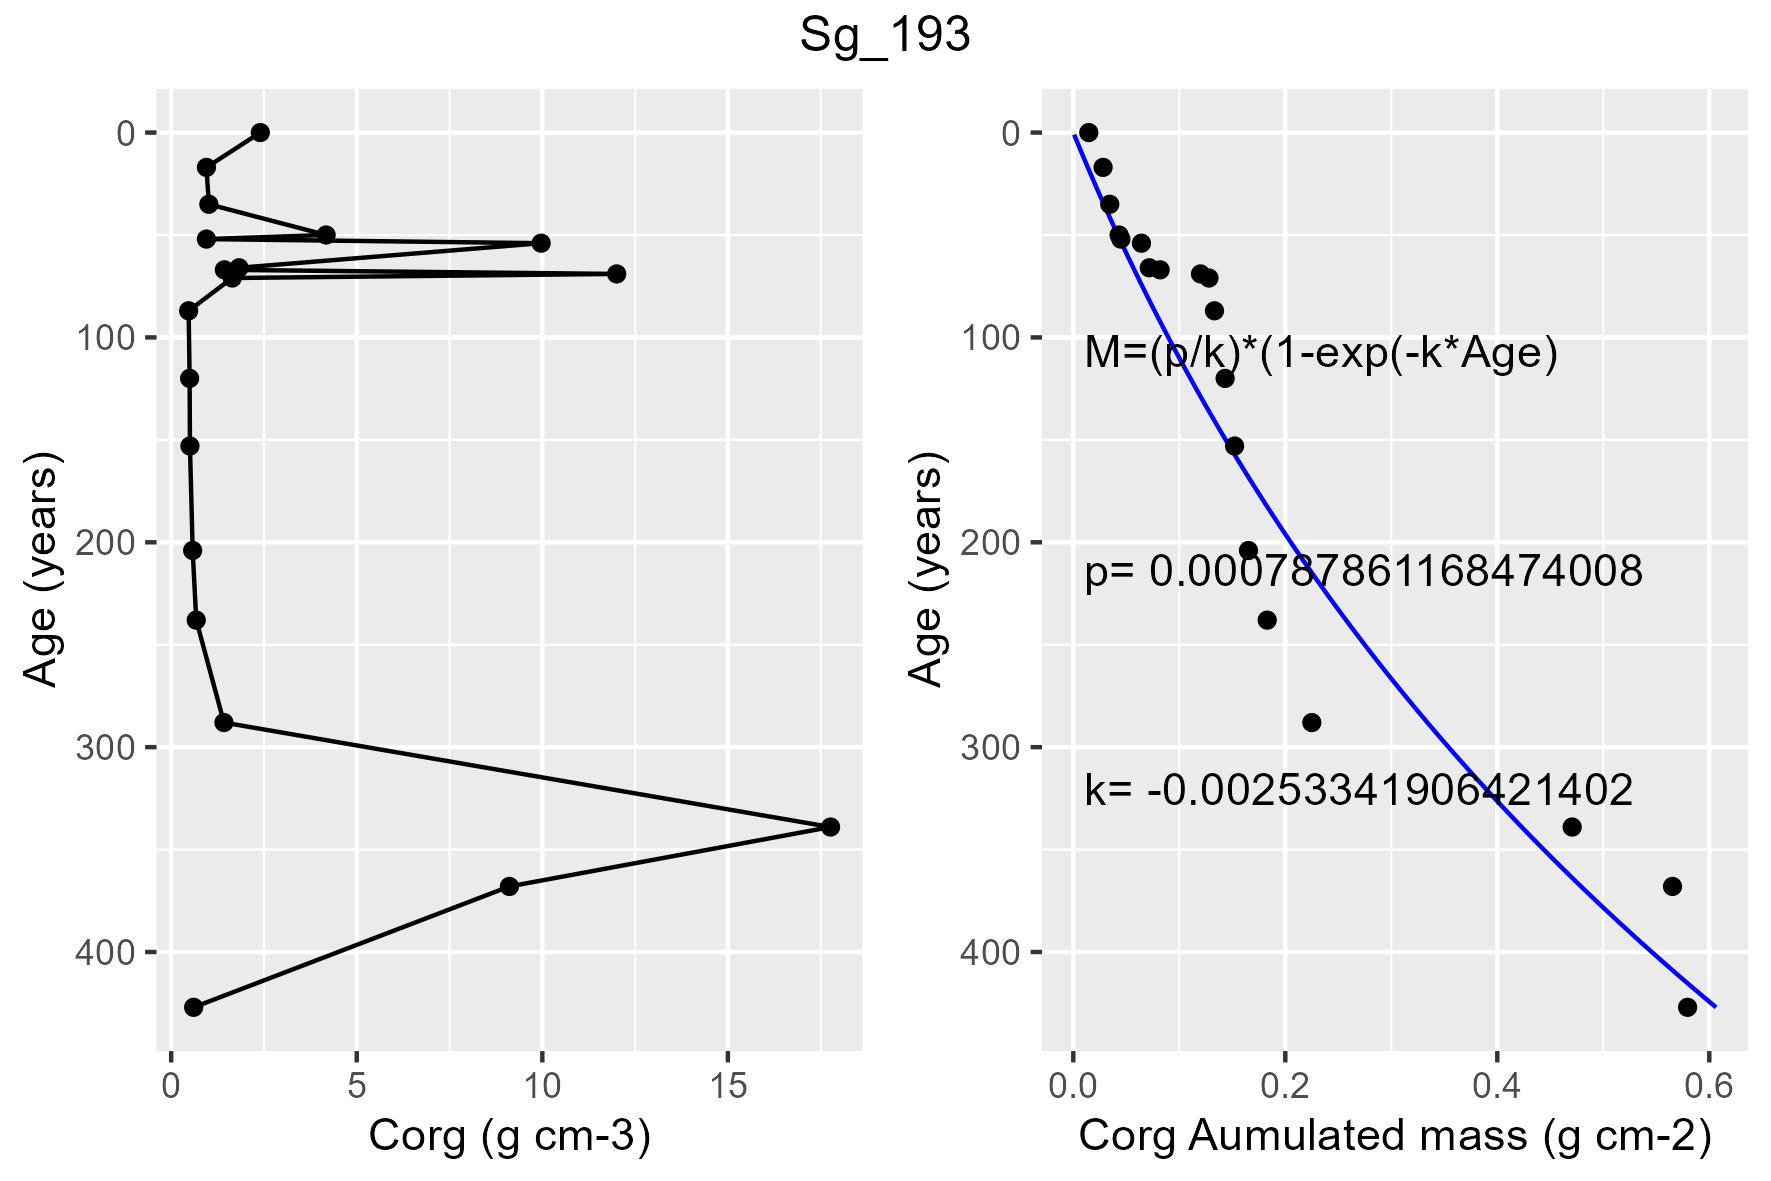 Sg_193
0
100
200
300
400
Age (years)
0
5
10
15
Corg (g cm-3)
0
100
200
300
400
Age (years)
M=(p/k)*(1-exp(-k*Age)
p= 0.000787861168474008
k= -0.00253341906421402
0.0
0.2
0.4
0.6
Corg Aumulated mass (g cm-2)